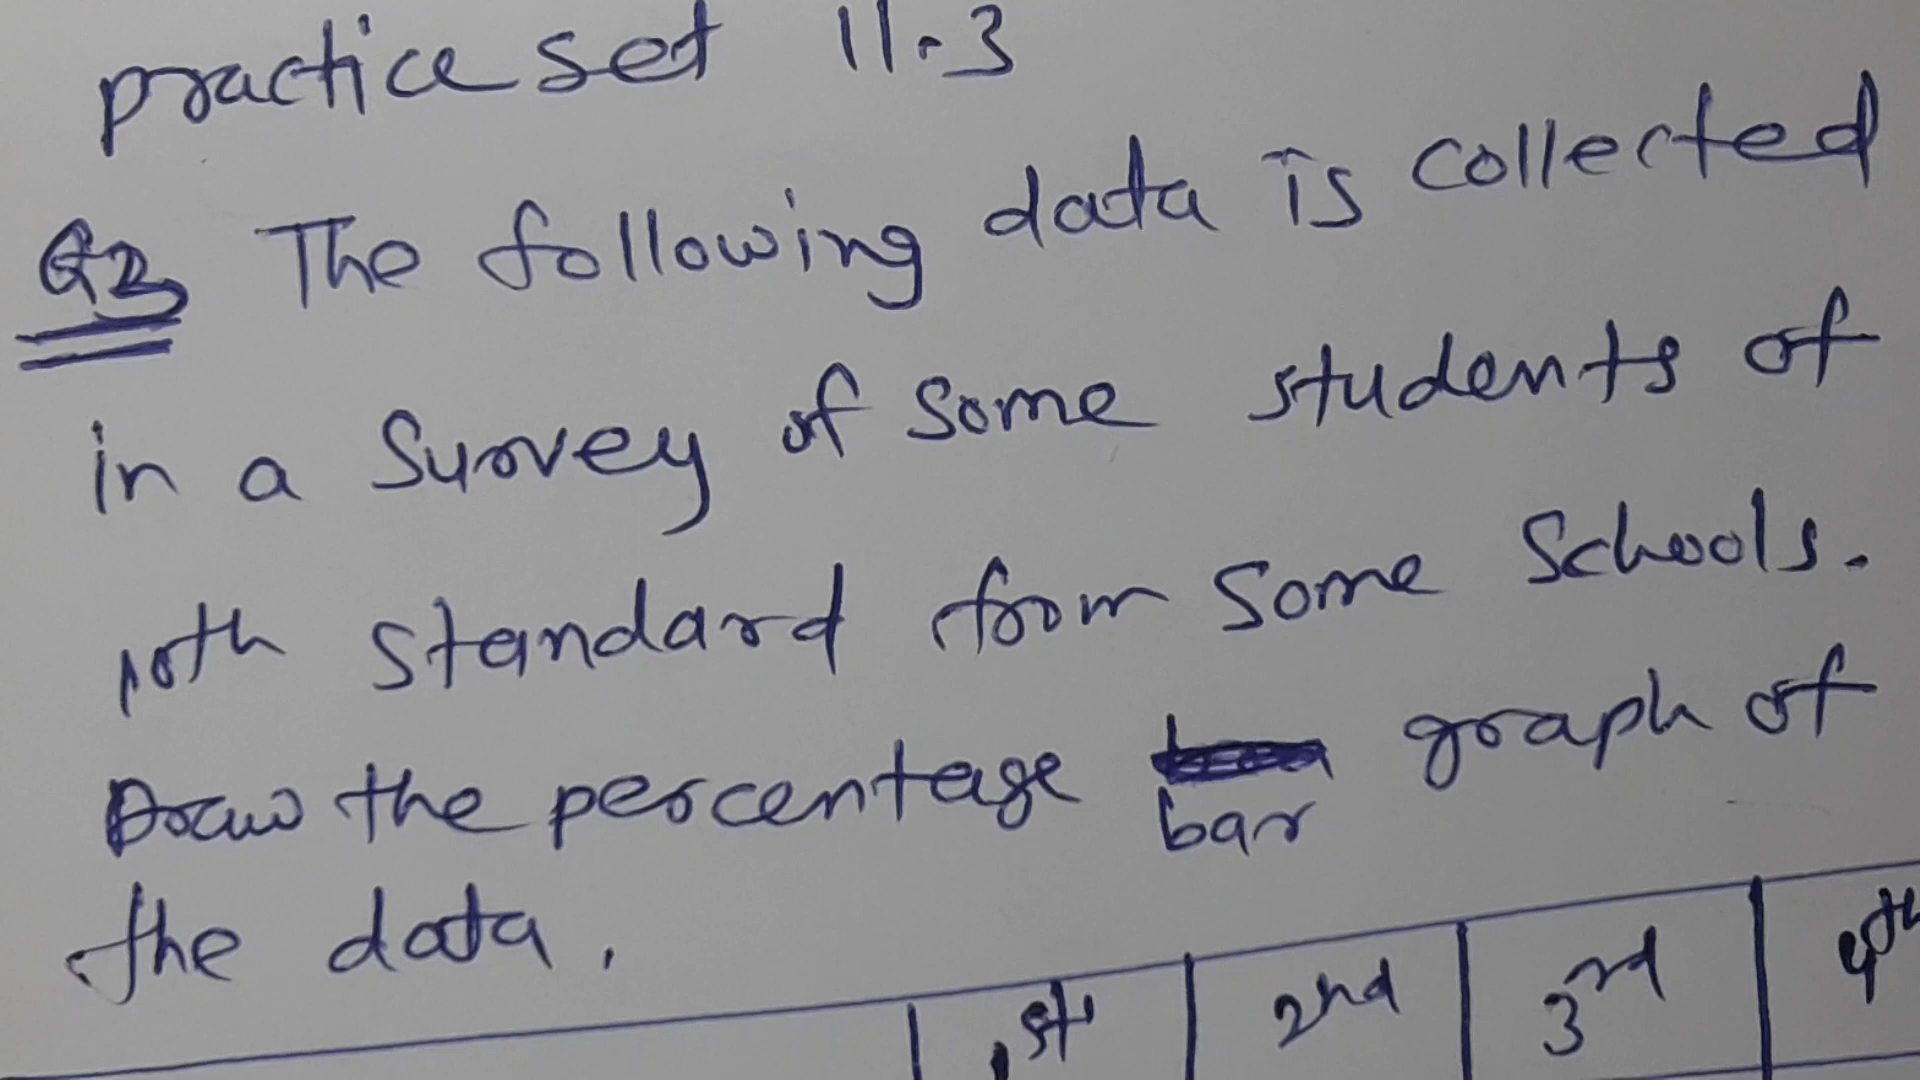 practice set 11.3
Q3 The following data is collected
in a survey of some students of
10th standard from some schools.
Draw the percentage bar graph of
the data.
1st 2nd 3rd 4th